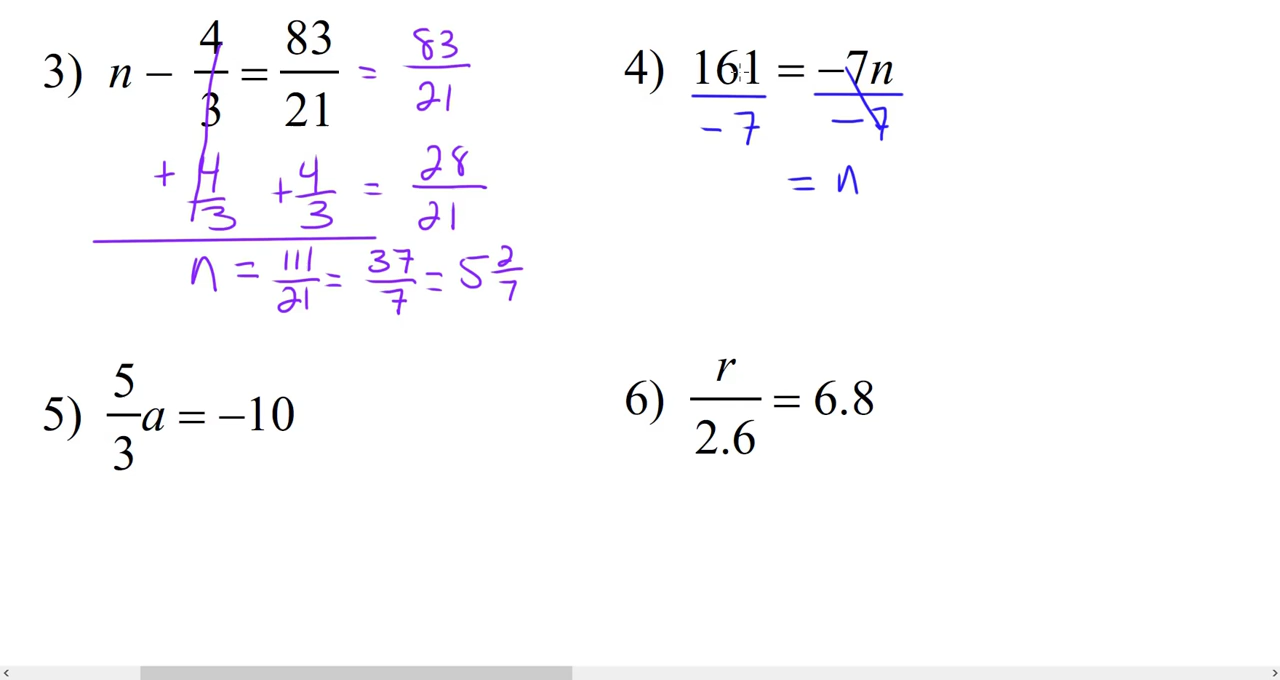 3) n − 4/3 = 83/21 = 83/21
+ 4/3 + 4/3 = 28/21
n = 111/21 = 37/7 = 5 2/7
4) 161 = −7n
−7 −7
= n
5) 5/3 a = −10
6) r/2.6 = 6.8